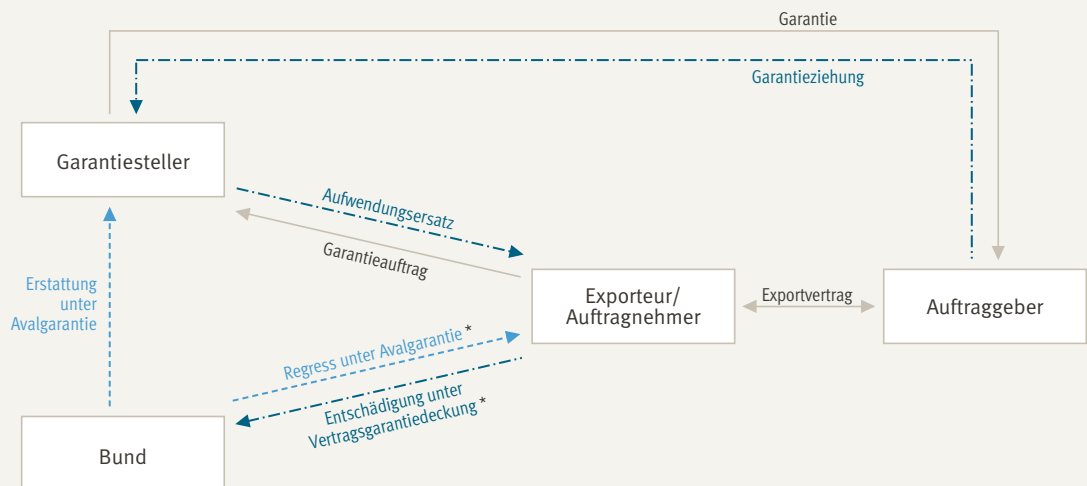 Garantie
Garantieziehung
Garantiesteller
Aufwendungsersatz
Garantieauftrag
Erstattung
unter
Avalgarantie
Exporteur/
Auftragnehmer
Exportvertrag
Auftraggeber
Regress unter Avalgarantie *
Entschädigung unter
Vertragsgarantiedeckung *
Bund